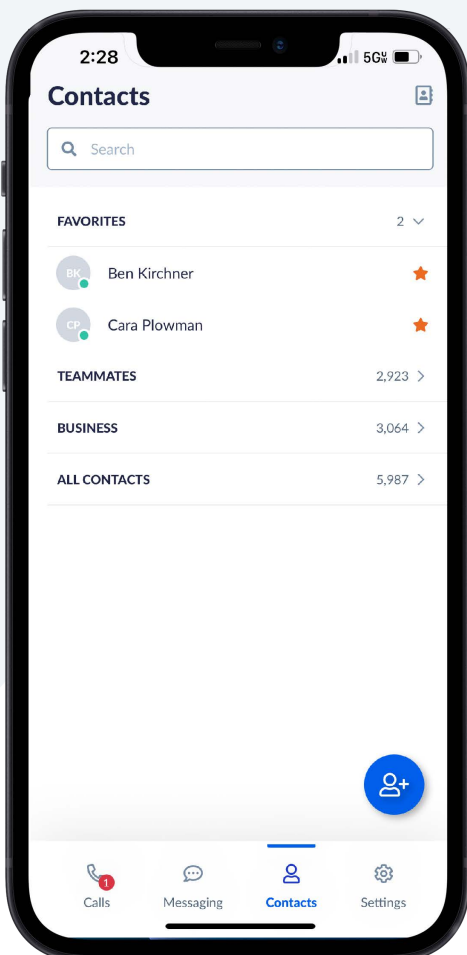 2:28 5G UW
Contacts
Search
FAVORITES 2
BK Ben Kirchner
CP Cara Plowman
TEAMMATES 2,923
BUSINESS 3,064
ALL CONTACTS 5,987
1
Calls Messaging Contacts Settings